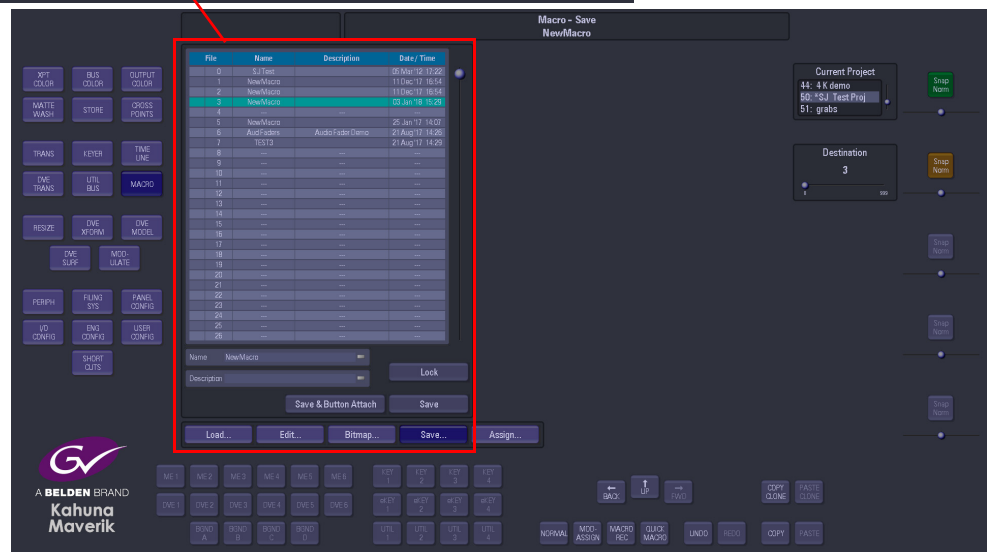 Macro - Save
NewMacro
XPT COLOR
BUS COLOR
OUTPUT COLOR
MATTE WASH
STORE
CROSS POINTS
TRANS
KEYER
TIME LINE
DVE TRANS
UTIL BUS
MACRO
RESIZE
DVE XFORM
DVE MODEL
DVE SURF
MOD- ULATE
PERIPH
FILING SYS
PANEL CONFIG
I/O CONFIG
ENG CONFIG
USER CONFIG
SHORT CUTS
File Name Description Date / Time
0 SJTest --- 05 Mar '12 17:22
1 NewMacro --- 11 Dec '17 16:54
2 NewMacro --- 11 Dec '17 16:54
3 NewMacro --- 03 Jan '18 15:29
4 --- --- ---
5 NewMacro --- 25 Jan '17 14:07
6 Aud Faders Audio Fader Demo 21 Aug '17 14:26
7 TEST3 --- 21 Aug '17 14:29
8 --- --- ---
9 --- --- ---
10 --- --- ---
11 --- --- ---
12 --- --- ---
13 --- --- ---
14 --- --- ---
15 --- --- ---
16 --- --- ---
17 --- --- ---
18 --- --- ---
19 --- --- ---
20 --- --- ---
21 --- --- ---
22 --- --- ---
23 --- --- ---
24 --- --- ---
25 --- --- ---
26 --- --- ---
Name NewMacro
Description
Lock
Save & Button Attach
Save
Load...
Edit...
Bitmap...
Save...
Assign...
Current Project
44: 4K demo
50: *SJ Test Proj
51: grabs
Destination
3
0 999
Snap Norm
Snap Norm
Snap Norm
Snap Norm
Snap Norm
GV
A BELDEN BRAND
Kahuna
Maverik
ME 1 ME 2 ME 3 ME 4 ME 5 ME 6
DVE 1 DVE 2 DVE 3 DVE 4 DVE 5 DVE 6
BGND A BGND B BGND C BGND D
KEY 1 KEY 2 KEY 3 KEY 4
eKEY 1 eKEY 2 eKEY 3 eKEY 4
UTIL 1 UTIL 2 UTIL 3 UTIL 4
BACK UP FWD
NORMAL MOD- ASSIGN MACRO REC QUICK MACRO UNDO REDO
COPY CLONE PASTE CLONE
COPY PASTE